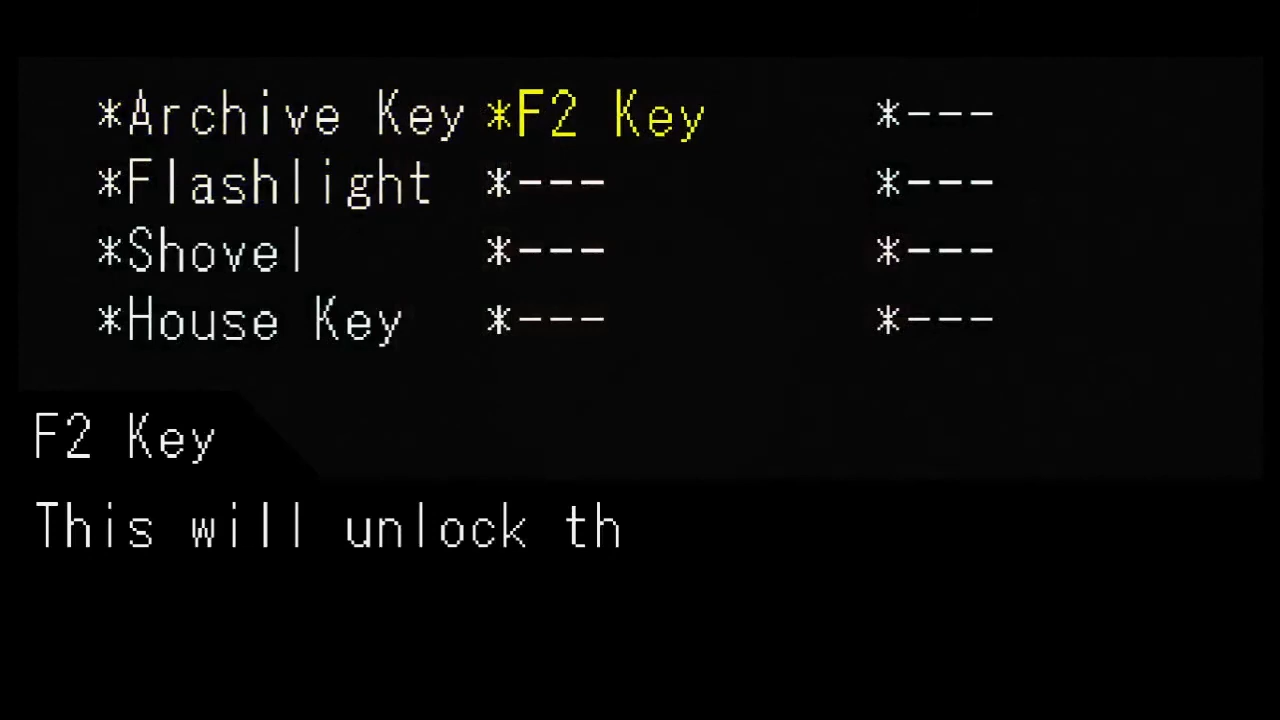 *Archive Key *F2 Key *---
*Flashlight *--- *---
*Shovel *--- *---
*House Key *--- *---
F2 Key
This will unlock th